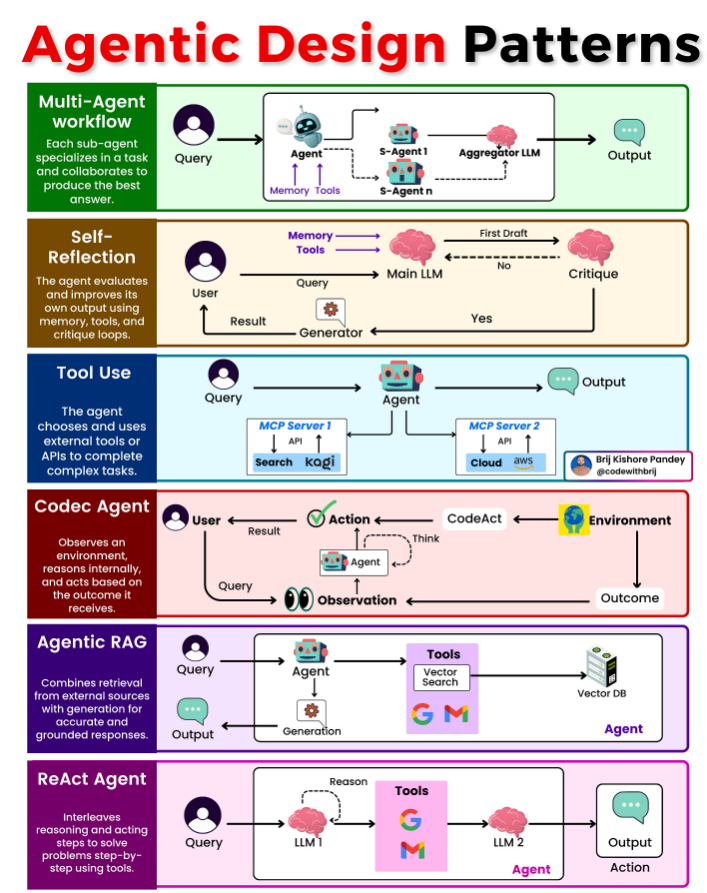 Agentic Design Patterns
Multi-Agent
workflow
Each sub-agent
specializes in a task
and collaborates to
produce the best
answer.
Query
Agent
Memory
Tools
S-Agent 1
S-Agent n
Aggregator LLM
Output
Self-
Reflection
The agent evaluates
and improves its
own output using
memory, tools, and
critique loops.
User
Memory
Tools
Query
Main LLM
First Draft
No
Critique
Yes
Generator
Result
Tool Use
The agent
chooses and uses
external tools or
APIs to complete
complex tasks.
Query
Agent
Output
MCP Server 1
API
Search
kagi
MCP Server 2
API
Cloud
aws
Brij Kishore Pandey
@codewithbrij
Codec Agent
Observes an
environment,
reasons internally,
and acts based on
the outcome it
receives.
User
Result
Action
CodeAct
Environment
Think
Agent
Query
Observation
Outcome
Agentic RAG
Combines retrieval
from external sources
with generation for
accurate and
grounded responses.
Query
Output
Agent
Generation
Tools
Vector
Search
Vector DB
Agent
ReAct Agent
Interleaves
reasoning and acting
steps to solve
problems step-by-
step using tools.
Query
Reason
LLM 1
Tools
LLM 2
Agent
Output
Action